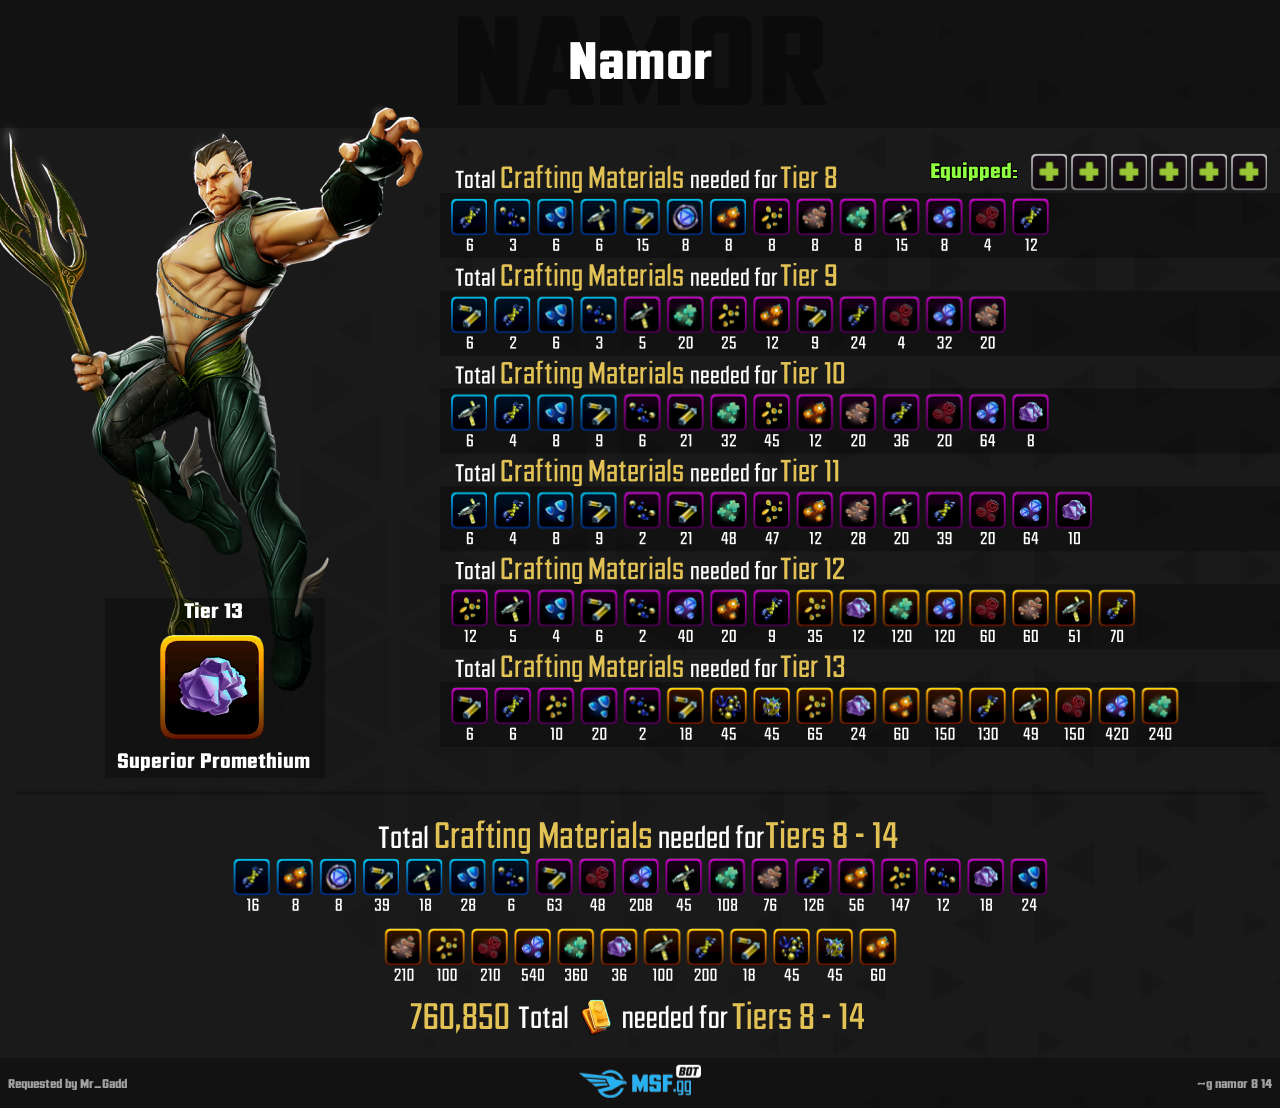 NAMOR
Namor
Equipped:
Total Crafting Materials needed for Tier 8
6 3 6 6 15 8 8 8 8 8 15 8 4 12
Total Crafting Materials needed for Tier 9
6 2 6 3 5 20 25 12 9 24 4 32 20
Total Crafting Materials needed for Tier 10
6 4 8 9 6 21 32 45 12 20 36 20 64 8
Total Crafting Materials needed for Tier 11
6 4 8 9 2 21 48 47 12 28 20 39 20 64 10
Total Crafting Materials needed for Tier 12
12 5 4 6 2 40 20 9 35 12 120 120 60 60 51 70
Total Crafting Materials needed for Tier 13
6 6 10 20 2 18 45 45 65 24 60 150 130 49 150 420 240
Tier 13
Superior Promethium
Total Crafting Materials needed for Tiers 8 - 14
16 8 8 39 18 28 6 63 48 208 45 108 76 126 56 147 12 18 24
210 100 210 540 360 36 100 200 18 45 45 60
760,850 Total needed for Tiers 8 - 14
Requested by Mr_Gadd
MSF.gg BOT
~g namor 8 14